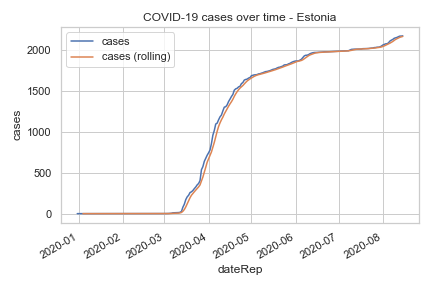 COVID-19 cases over time - Estonia
cases
cases (rolling)
2000
1500
1000
500
0
cases
2020-01
2020-02
2020-03
2020-04
2020-05
2020-06
2020-07
2020-08
dateRep